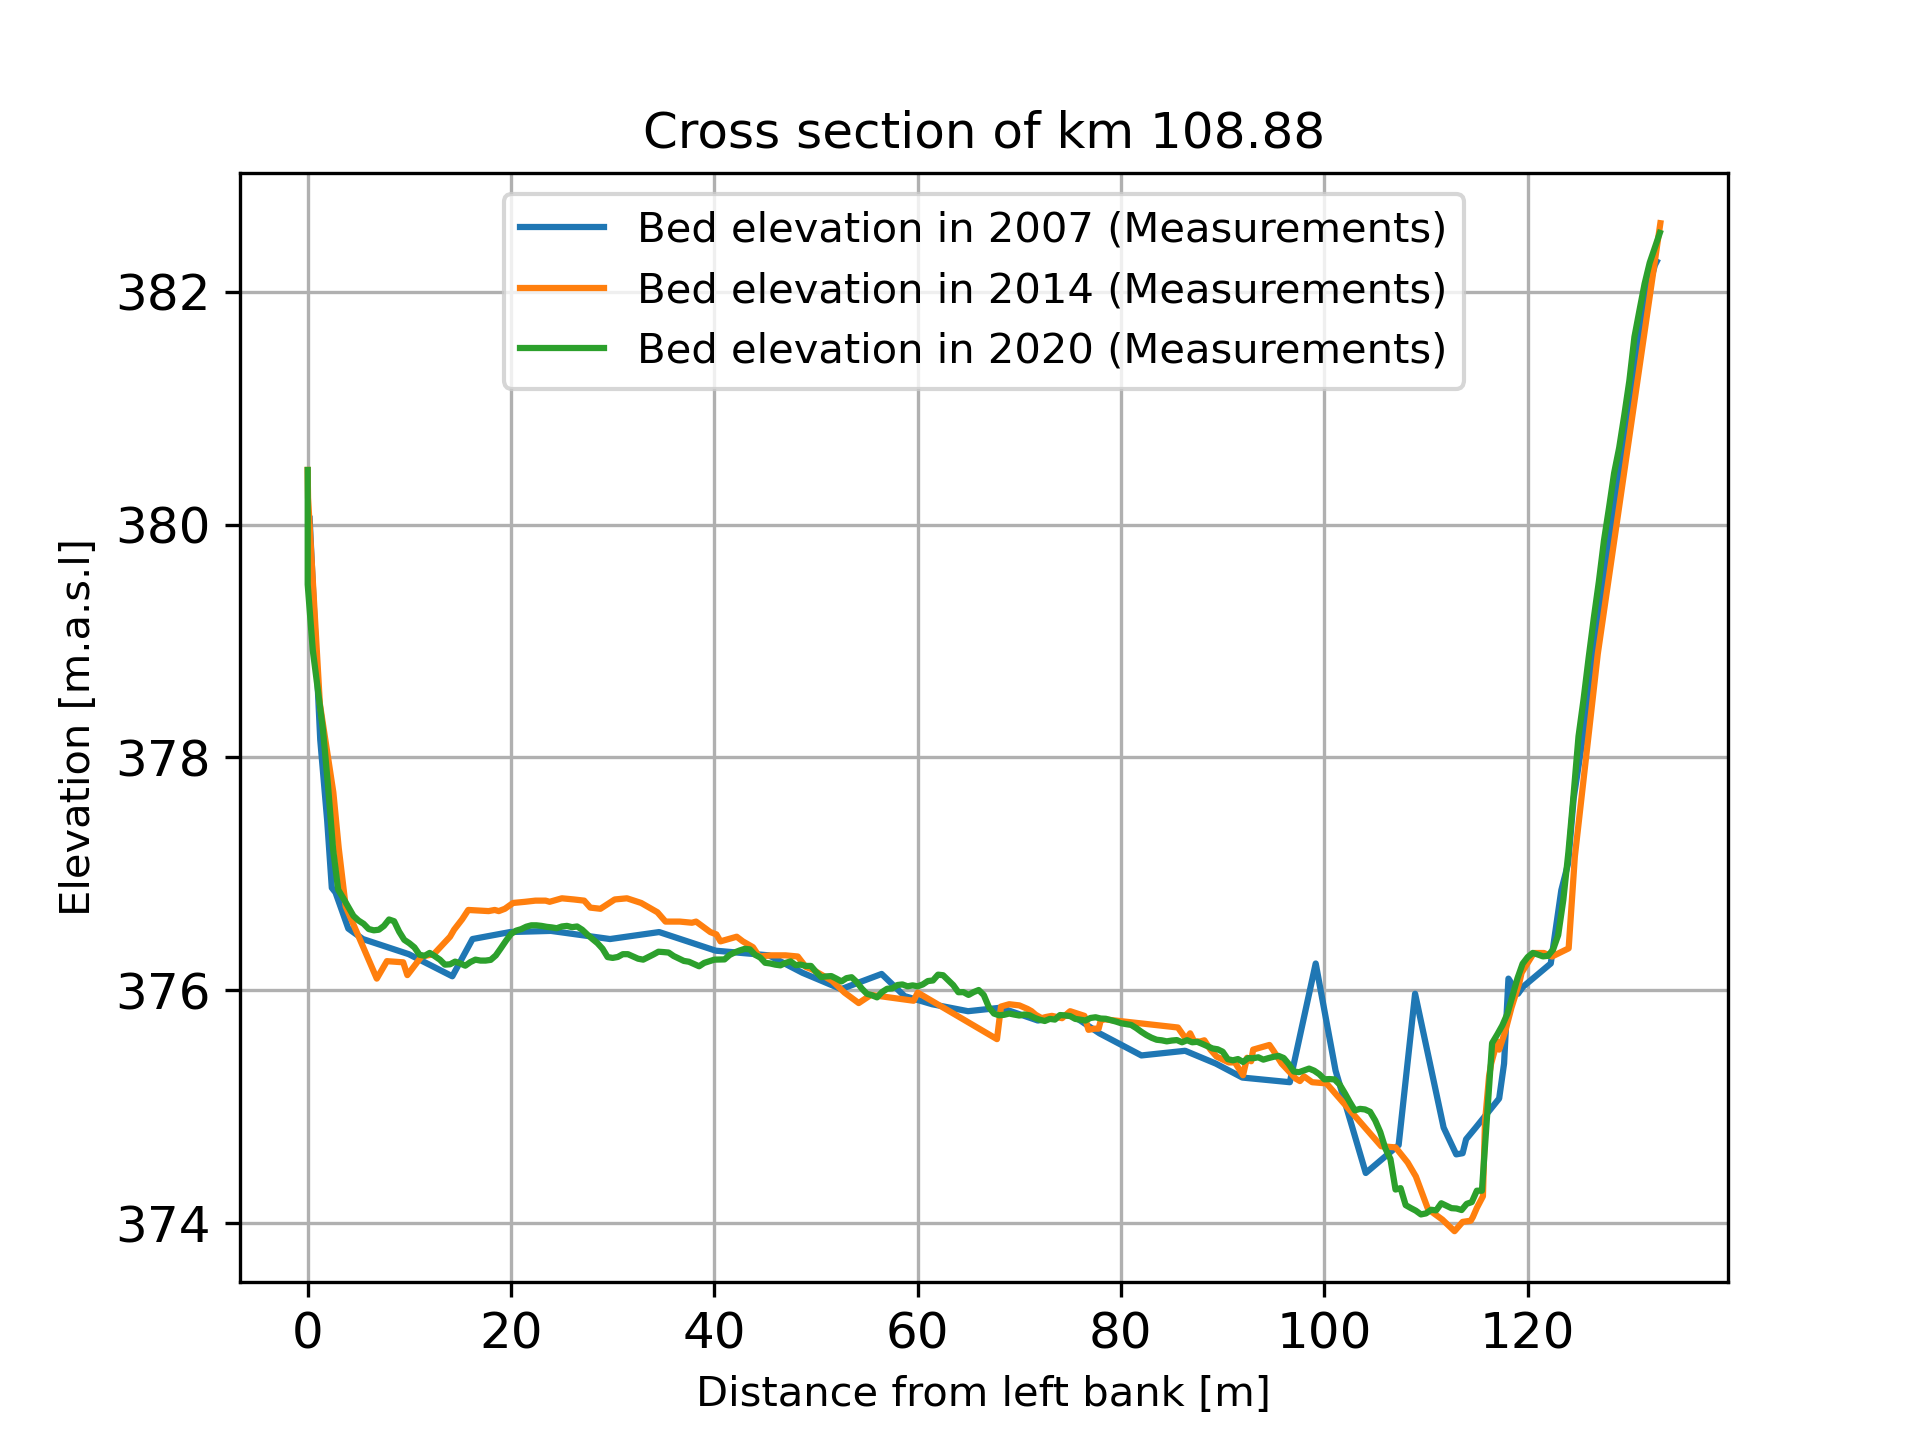 Cross section of km 108.88
Bed elevation in 2007 (Measurements)
Bed elevation in 2014 (Measurements)
Bed elevation in 2020 (Measurements)
Elevation [m.a.s.l]
382
380
378
376
374
0 20 40 60 80 100 120
Distance from left bank [m]